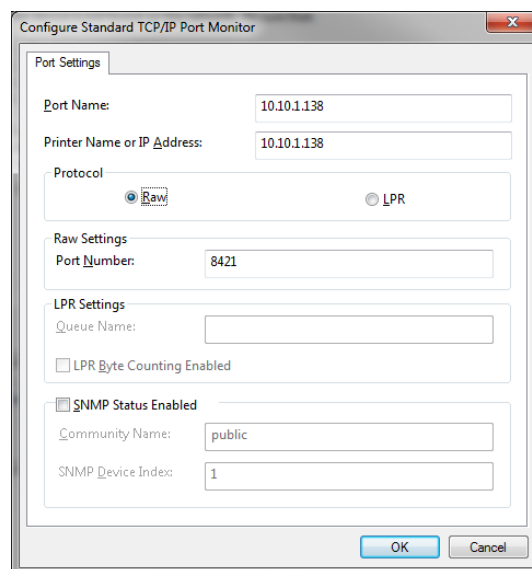 Configure Standard TCP/IP Port Monitor
Port Settings
Port Name: 10.10.1.138
Printer Name or IP Address: 10.10.1.138
Protocol
Raw LPR
Raw Settings
Port Number: 8421
LPR Settings
Queue Name:
LPR Byte Counting Enabled
SNMP Status Enabled
Community Name: public
SNMP Device Index: 1
OK Cancel